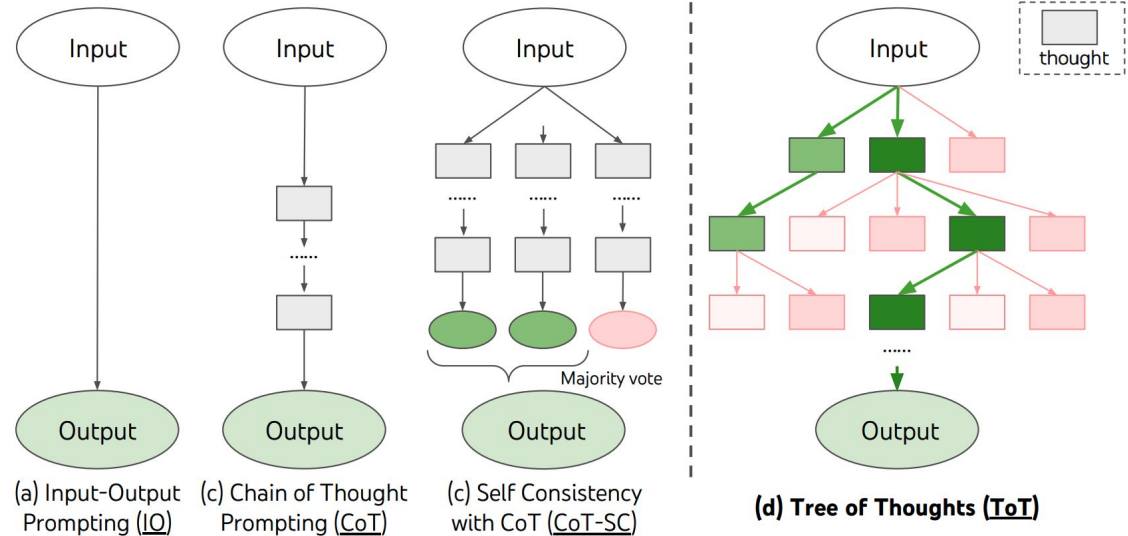 Input
Input
Input
Input
thought
......
......
......
......
......
Majority vote
Output
Output
Output
Output
(a) Input-Output
Prompting (IO)
(c) Chain of Thought
Prompting (CoT)
(c) Self Consistency
with CoT (CoT-SC)
(d) Tree of Thoughts (ToT)